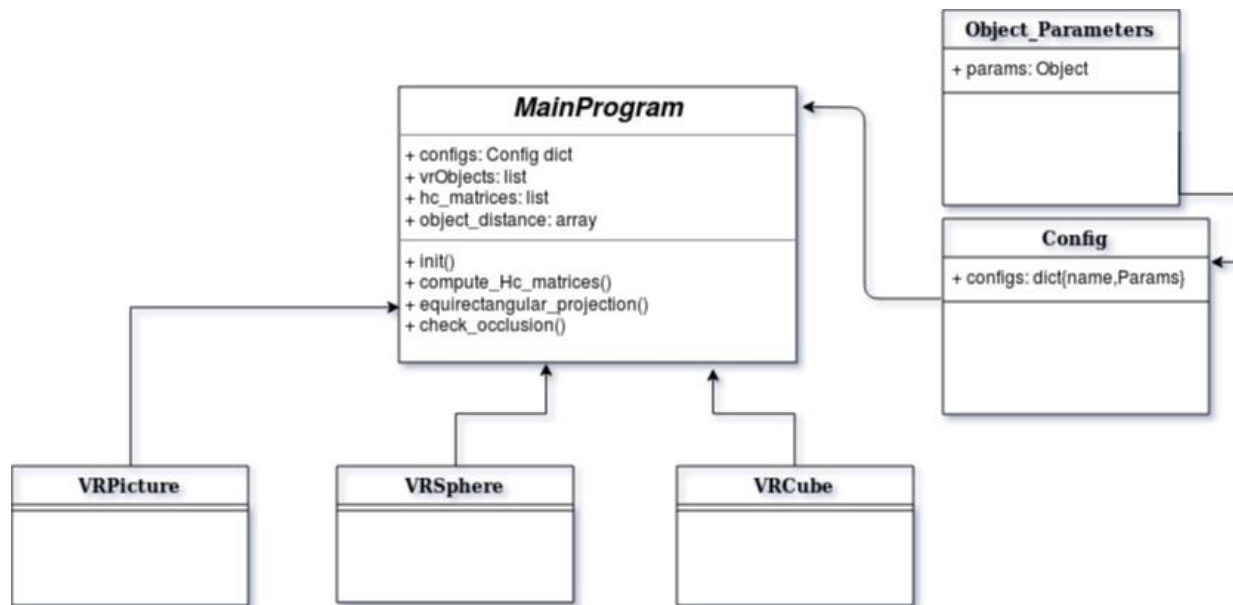 Object_Parameters
+ params: Object
MainProgram
+ configs: Config dict
+ vrObjects: list
+ hc_matrices: list
+ object_distance: array
+ init()
+ compute_Hc_matrices()
+ equirectangular_projection()
+ check_occlusion()
Config
+ configs: dict{name,Params}
VRPicture
VRSphere
VRCube